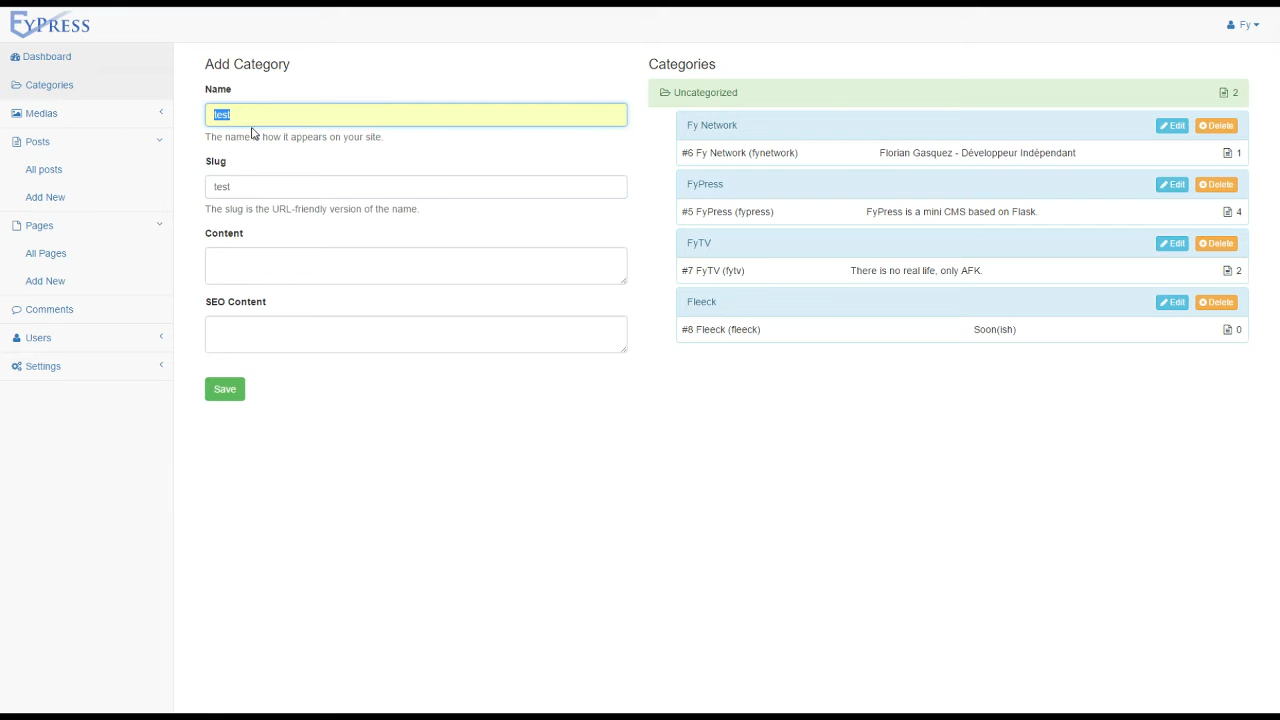 FyPress
Fy
Dashboard
Categories
Medias
Posts
All posts
Add New
Pages
All Pages
Add New
Comments
Users
Settings
Add Category
Name
test
The name how it appears on your site.
Slug
test
The slug is the URL-friendly version of the name.
Content
SEO Content
Save
Categories
Uncategorized 2
Fy Network Edit Delete
#6 Fy Network (fynetwork) Florian Gasquez - Développeur Indépendant 1
FyPress Edit Delete
#5 FyPress (fypress) FyPress is a mini CMS based on Flask. 4
FyTV Edit Delete
#7 FyTV (fytv) There is no real life, only AFK. 2
Fleeck Edit Delete
#8 Fleeck (fleeck) Soon(ish) 0